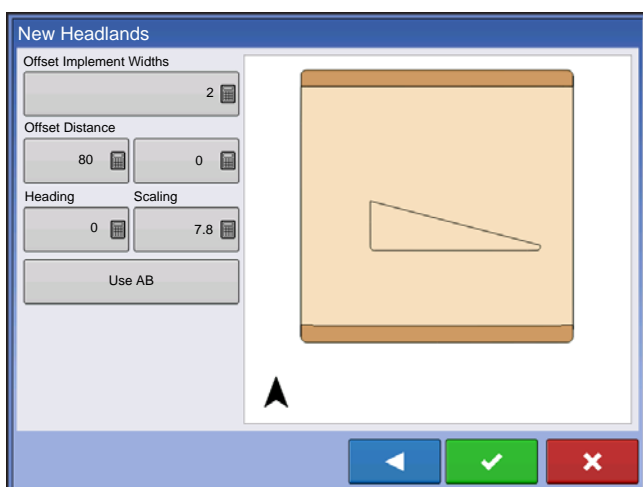 New Headlands
Offset Implement Widths
2
Offset Distance
80 0
Heading Scaling
0 7.8
Use AB